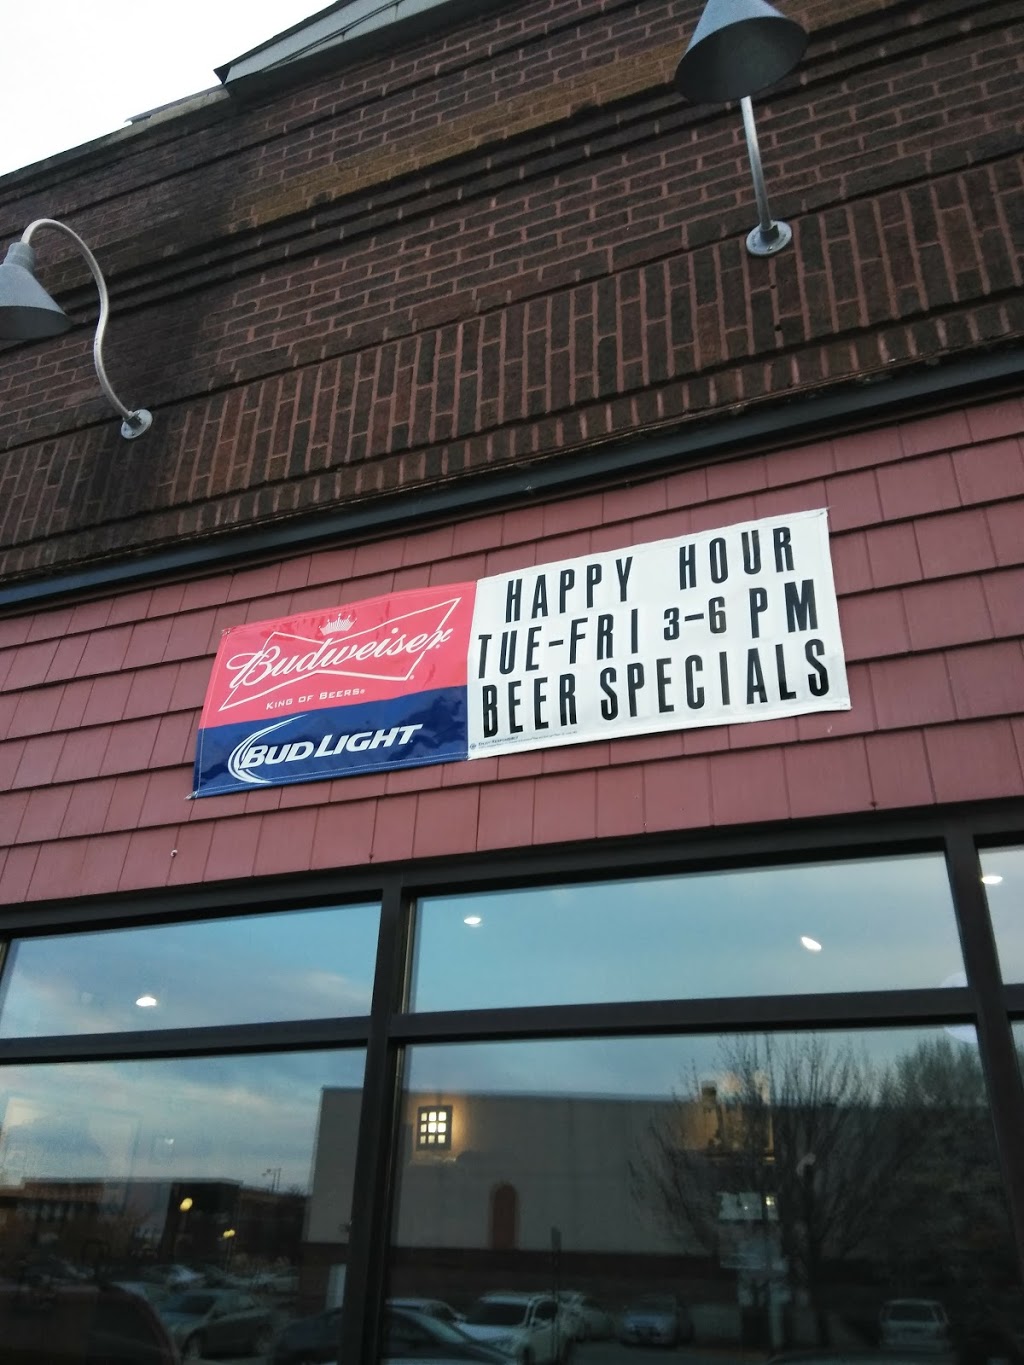 Budweiser
KING OF BEERS®
BUD LIGHT
HAPPY HOUR
TUE-FRI 3-6 PM
BEER SPECIALS